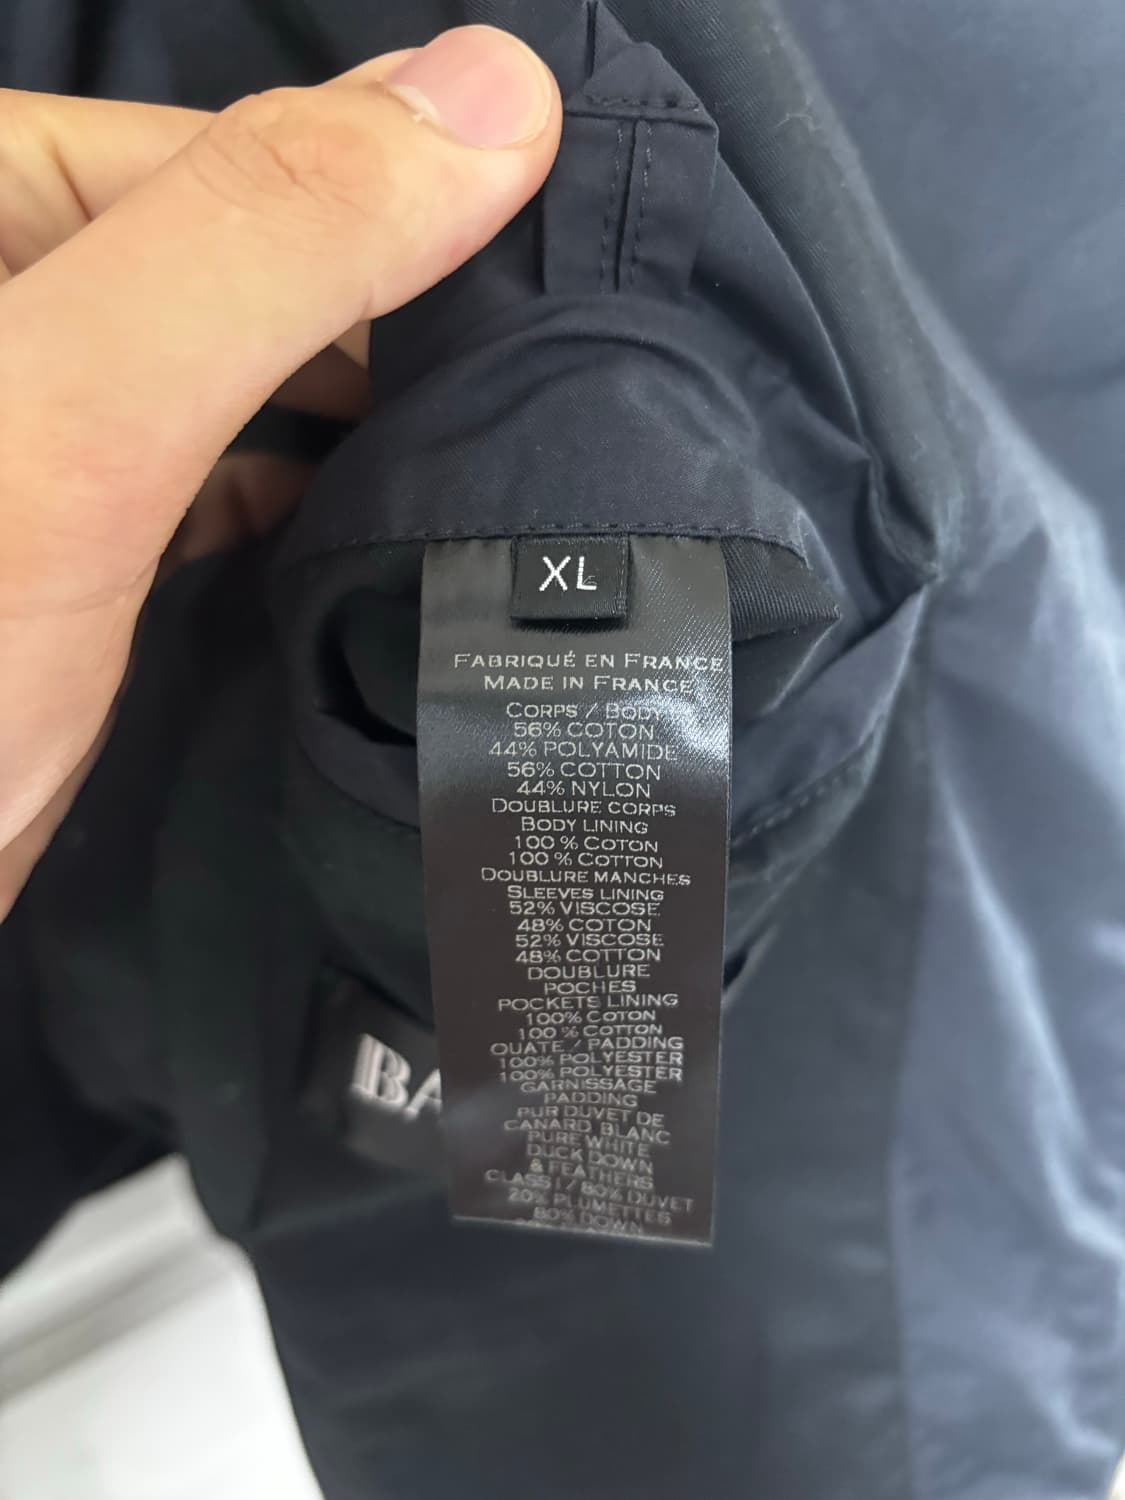 XL
FABRIQUÉ EN FRANCE
MADE IN FRANCE
CORPS / BODY
56% COTON
44% POLYAMIDE
56% COTTON
44% NYLON
DOUBLURE CORPS
BODY LINING
100 % COTON
100 % COTTON
DOUBLURE MANCHES
SLEEVES LINING
52% VISCOSE
48% COTON
52% VISCOSE
48% COTTON
DOUBLURE
POCHES
POCKETS LINING
100% COTON
100 % COTTON
OUATE / PADDING
100% POLYESTER
100% POLYESTER
GARNISSAGE
PADDING
PUR DUVET DE
CANARD BLANC
PURE WHITE
DUCK DOWN
& FEATHERS
CLASS I / 80% DUVET
20% PLUMETTES
80% DOWN
BA